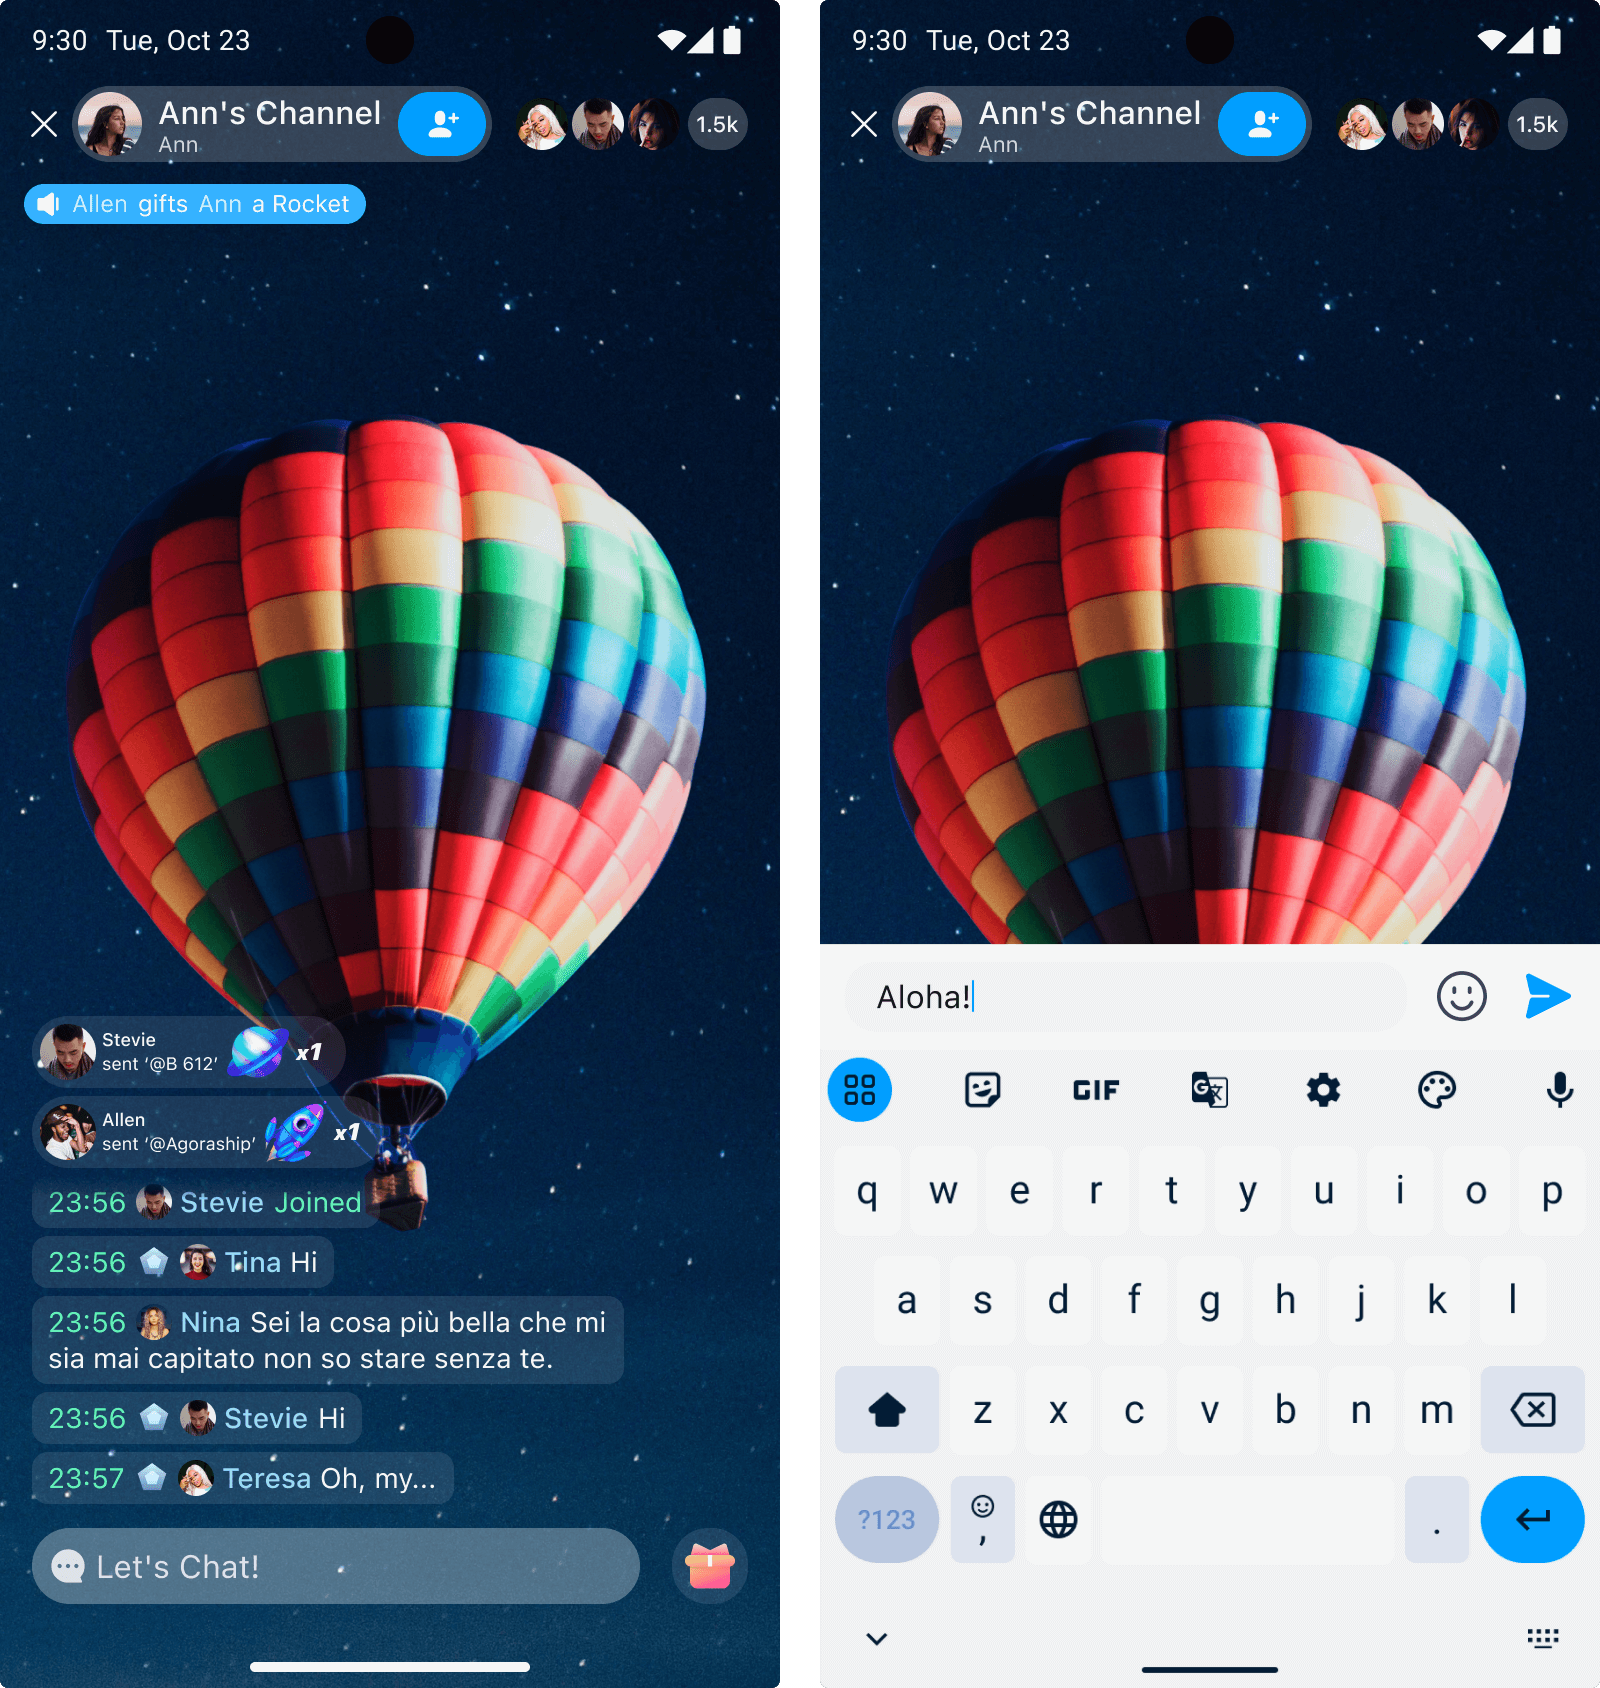 9:30 Tue, Oct 23
Ann's Channel
Ann
1.5k
Allen gifts Ann a Rocket
Stevie
sent ‘@B 612’
x1
Allen
sent ‘@Agoraship’
x1
23:56 Stevie Joined
23:56 Tina Hi
23:56 Nina Sei la cosa più bella che mi
sia mai capitato non so stare senza te.
23:56 Stevie Hi
23:57 Teresa Oh, my...
Let's Chat!
9:30 Tue, Oct 23
Ann's Channel
Ann
1.5k
Aloha!
GIF
q w e r t y u i o p
a s d f g h j k l
z x c v b n m
?123 , .